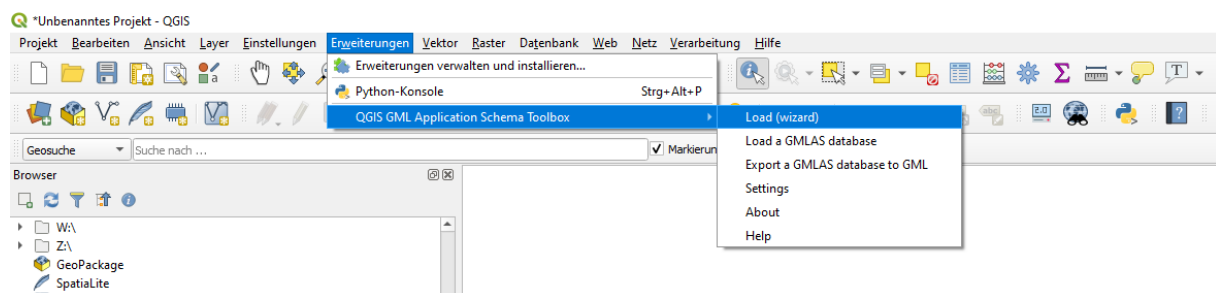 *Unbenanntes Projekt - QGIS
Projekt Bearbeiten Ansicht Layer Einstellungen Erweiterungen Vektor Raster Datenbank Web Netz Verarbeitung Hilfe
Erweiterungen verwalten und installieren...
Python-Konsole Strg+Alt+P
QGIS GML Application Schema Toolbox
Load (wizard)
Load a GMLAS database
Export a GMLAS database to GML
Settings
About
Help
Geosuche Suche nach ... Markierun
Browser
W:\
Z:\
GeoPackage
SpatiaLite